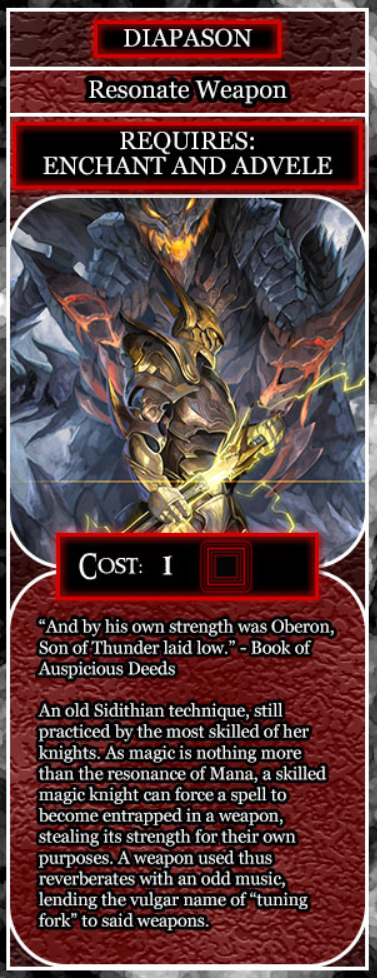 DIAPASON
Resonate Weapon
REQUIRES:
ENCHANT AND ADVELE
COST: 1
“And by his own strength was Oberon,
Son of Thunder laid low.” - Book of
Auspicious Deeds
An old Sidithian technique, still
practiced by the most skilled of her
knights. As magic is nothing more
than the resonance of Mana, a skilled
magic knight can force a spell to
become entrapped in a weapon,
stealing its strength for their own
purposes. A weapon used thus
reverberates with an odd music,
lending the vulgar name of “tuning
fork” to said weapons.